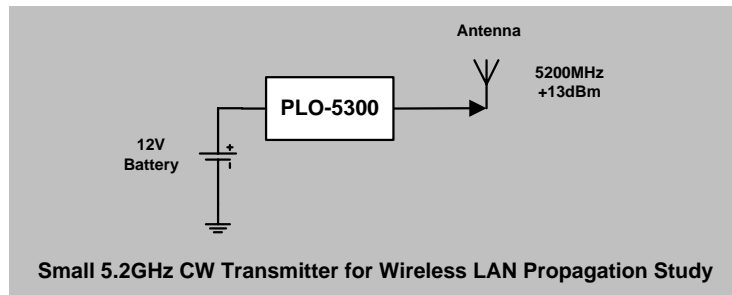 Antenna
5200MHz
+13dBm
PLO-5300
12V
Battery
+
Small 5.2GHz CW Transmitter for Wireless LAN Propagation Study